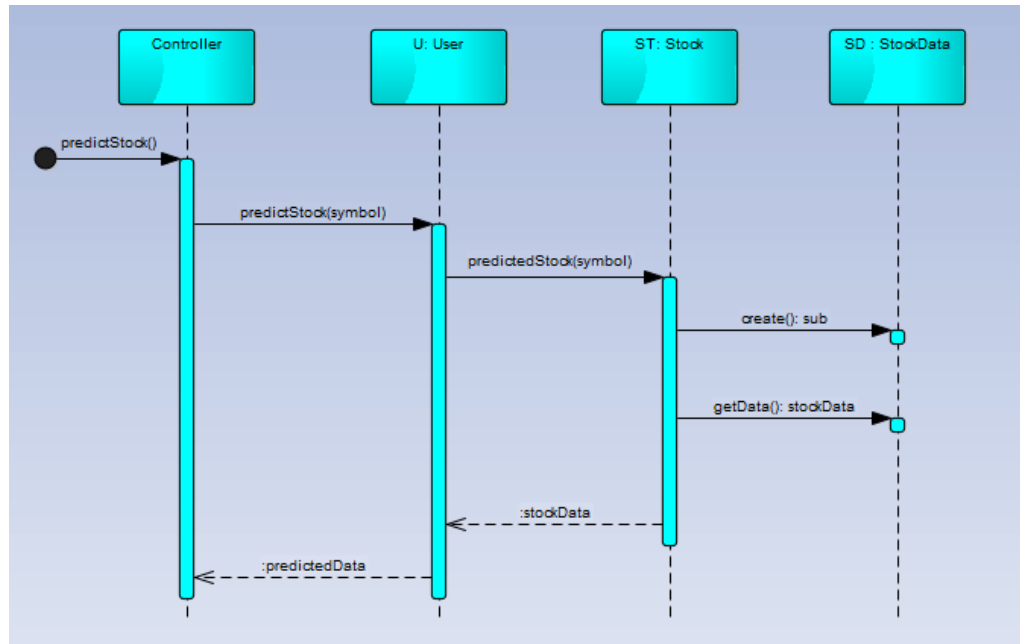 Controller
U: User
ST: Stock
SD : StockData
predictStock()
predictStock(symbol)
predictedStock(symbol)
create(): sub
getData(): stockData
:stockData
:predictedData